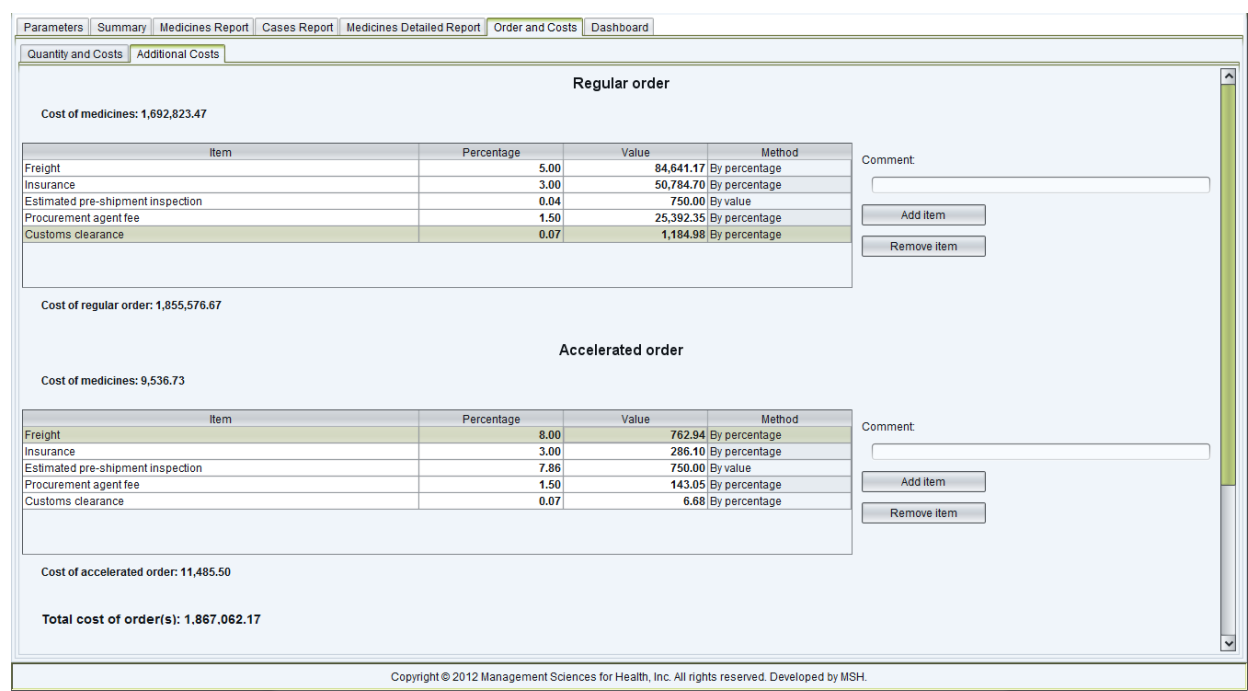 Parameters Summary Medicines Report Cases Report Medicines Detailed Report Order and Costs Dashboard
Quantity and Costs Additional Costs
Regular order
Cost of medicines: 1,692,823.47
Item Percentage Value Method
Freight 5.00 84,641.17 By percentage
Insurance 3.00 50,784.70 By percentage
Estimated pre-shipment inspection 0.04 750.00 By value
Procurement agent fee 1.50 25,392.35 By percentage
Customs clearance 0.07 1,184.98 By percentage
Comment:
Add item
Remove item
Cost of regular order: 1,855,576.67
Accelerated order
Cost of medicines: 9,536.73
Item Percentage Value Method
Freight 8.00 762.94 By percentage
Insurance 3.00 286.10 By percentage
Estimated pre-shipment inspection 7.86 750.00 By value
Procurement agent fee 1.50 143.05 By percentage
Customs clearance 0.07 6.68 By percentage
Comment:
Add item
Remove item
Cost of accelerated order: 11,485.50
Total cost of order(s): 1,867,062.17
Copyright © 2012 Management Sciences for Health, Inc. All rights reserved. Developed by MSH.